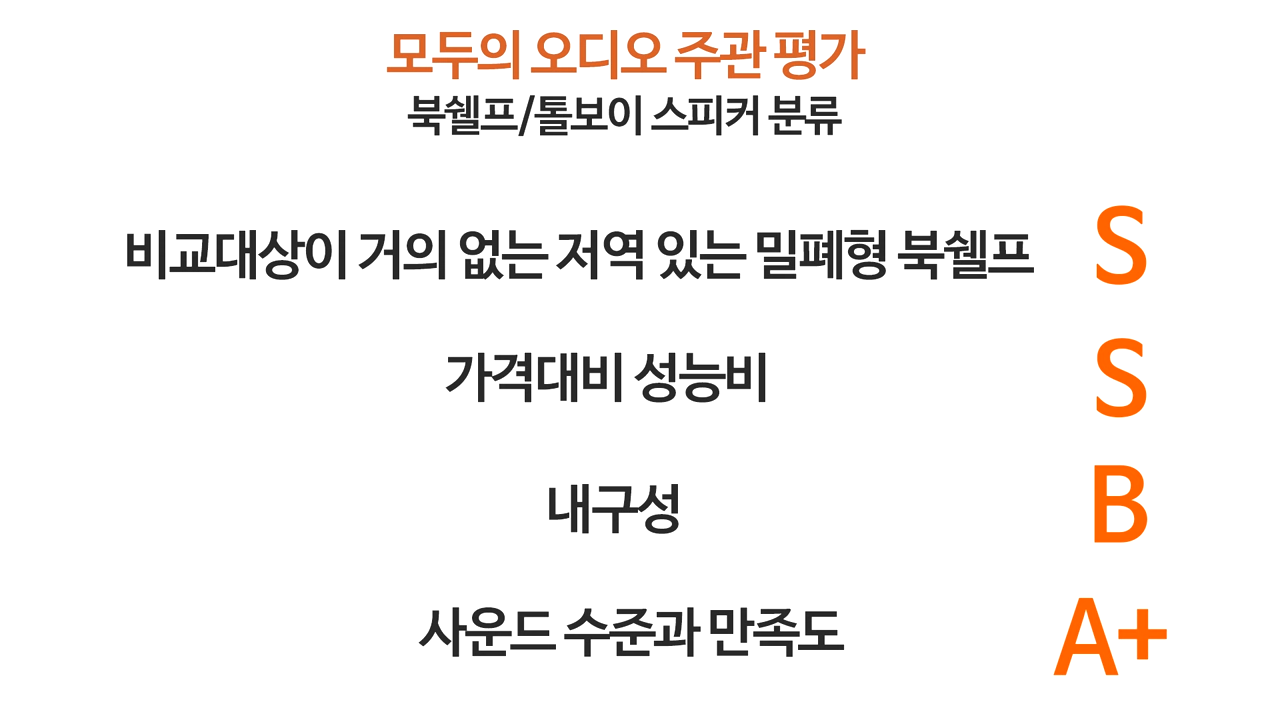 모두의 오디오 주관 평가
북쉘프/톨보이 스피커 분류
비교대상이 거의 없는 저역 있는 밀폐형 북쉘프 S
가격대비 성능비 S
내구성 B
사운드 수준과 만족도 A+